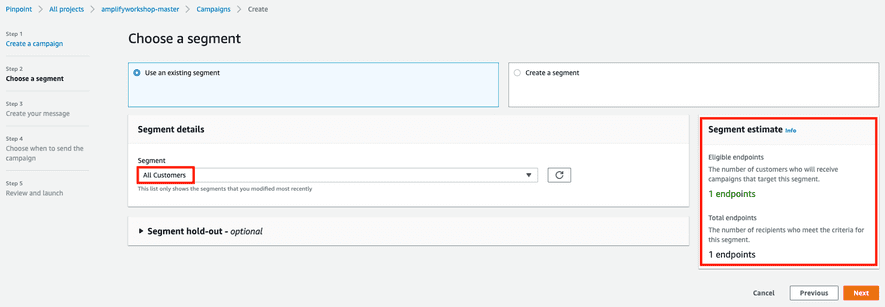 Pinpoint > All projects > amplifyworkshop-master > Campaigns > Create
Step 1
Create a campaign
Step 2
Choose a segment
Step 3
Create your message
Step 4
Choose when to send the
campaign
Step 5
Review and launch
Choose a segment
Use an existing segment
Create a segment
Segment details
Segment
All Customers
This list only shows the segments that you modified most recently
Segment hold-out - optional
Segment estimate Info
Eligible endpoints
The number of customers who will receive
campaigns that target this segment.
1 endpoints
Total endpoints
The number of recipients who meet the criteria for
this segment.
1 endpoints
Cancel
Previous
Next